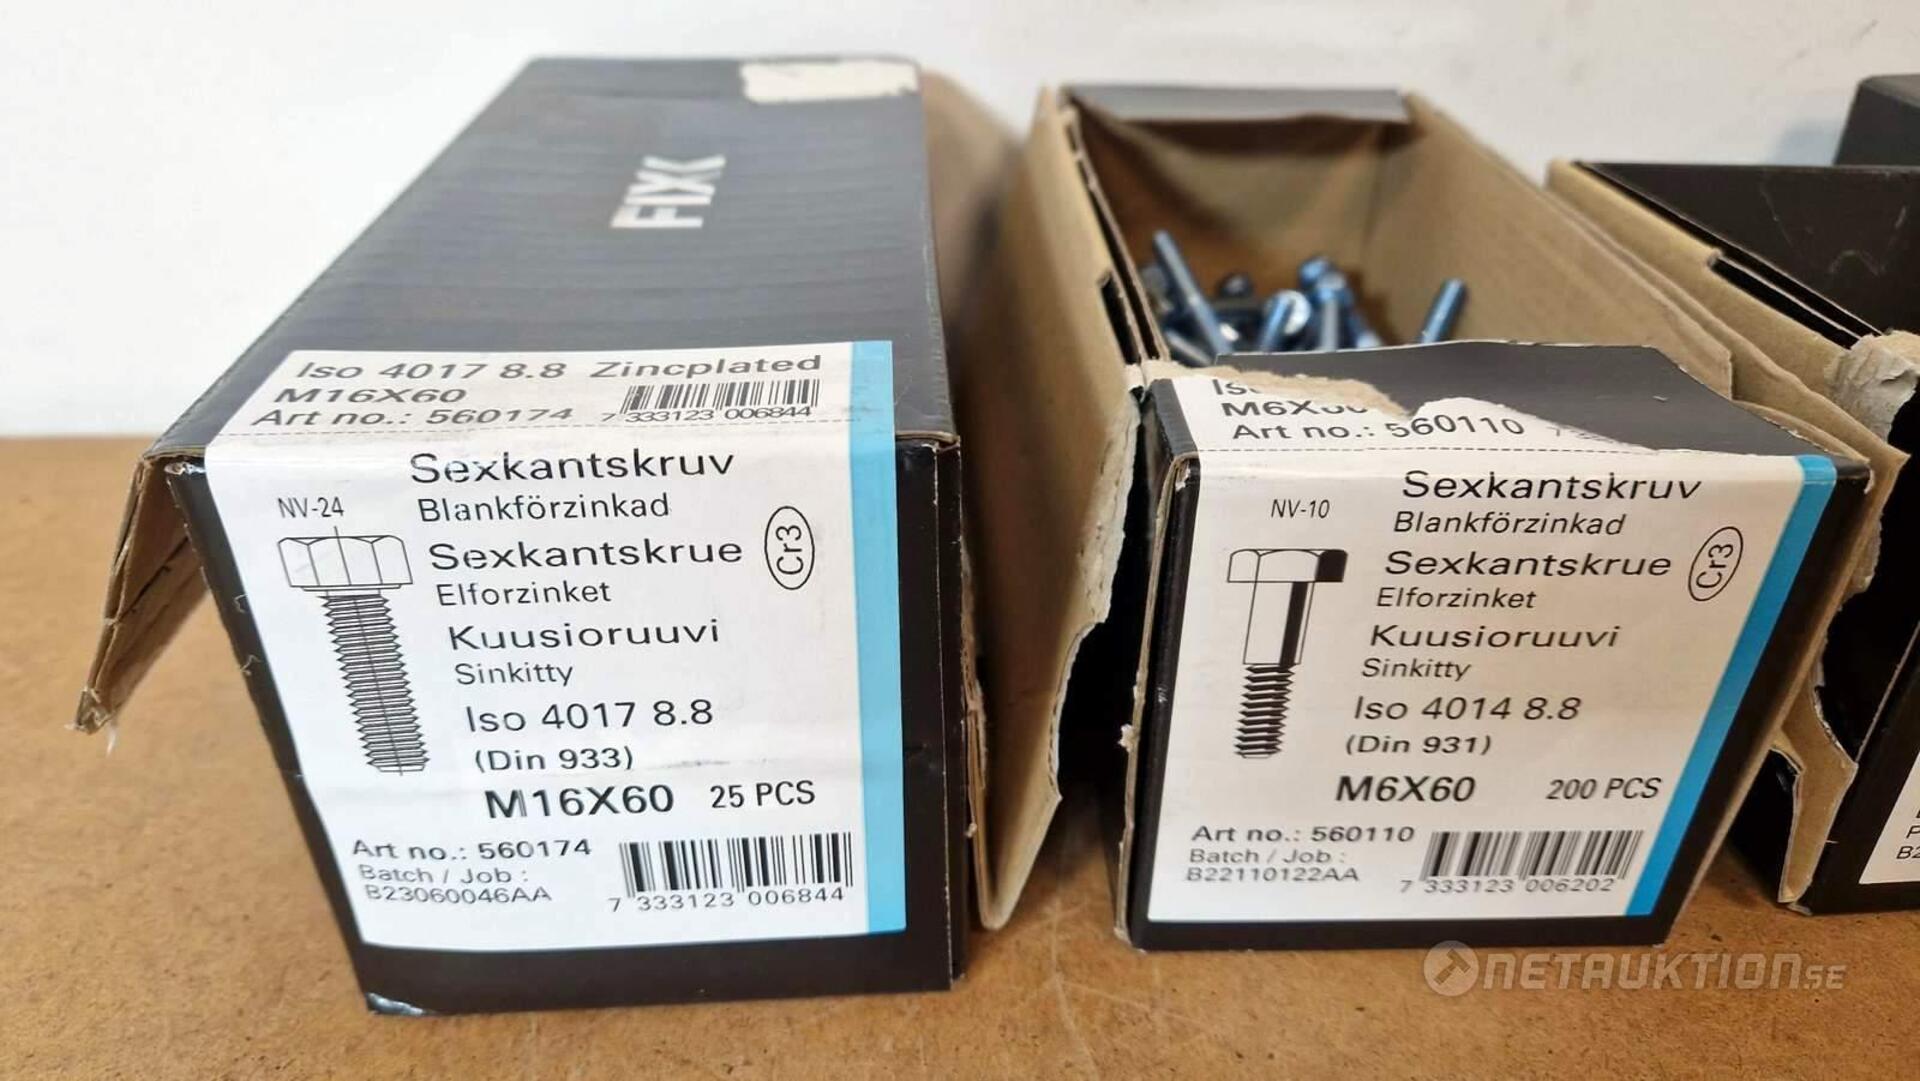 FIXX
Iso 4017 8.8 Zincplated
M16X60
Art no.: 560174
7 333123 006844
Sexkantskruv
NV-24
Blankförzinkad
Sexkantskrue
Cr3
Elforzinket
Kuusioruuvi
Sinkitty
Iso 4017 8.8
(Din 933)
M16X60 25 PCS
Art no.: 560174
Batch / Job :
B23060046AA
7 333123 006844
Art no.: 560110
Sexkantskruv
NV-10
Blankförzinkad
Sexkantskrue
Cr3
Elforzinket
Kuusioruuvi
Sinkitty
Iso 4014 8.8
(Din 931)
M6X60 200 PCS
Art no.: 560110
Batch / Job :
B22110122AA
7 333123 006202
NETAUKTION.SE